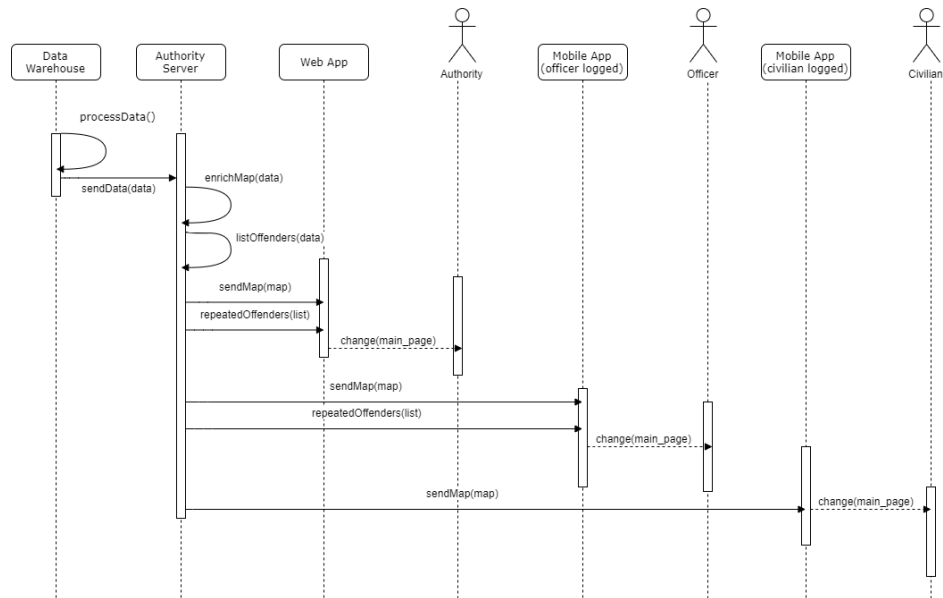 Data
Warehouse
Authority
Server
Web App
Authority
Mobile App
(officer logged)
Officer
Mobile App
(civilian logged)
Civilian
processData()
sendData(data)
enrichMap(data)
listOffenders(data)
sendMap(map)
repeatedOffenders(list)
change(main_page)
sendMap(map)
repeatedOffenders(list)
change(main_page)
sendMap(map)
change(main_page)